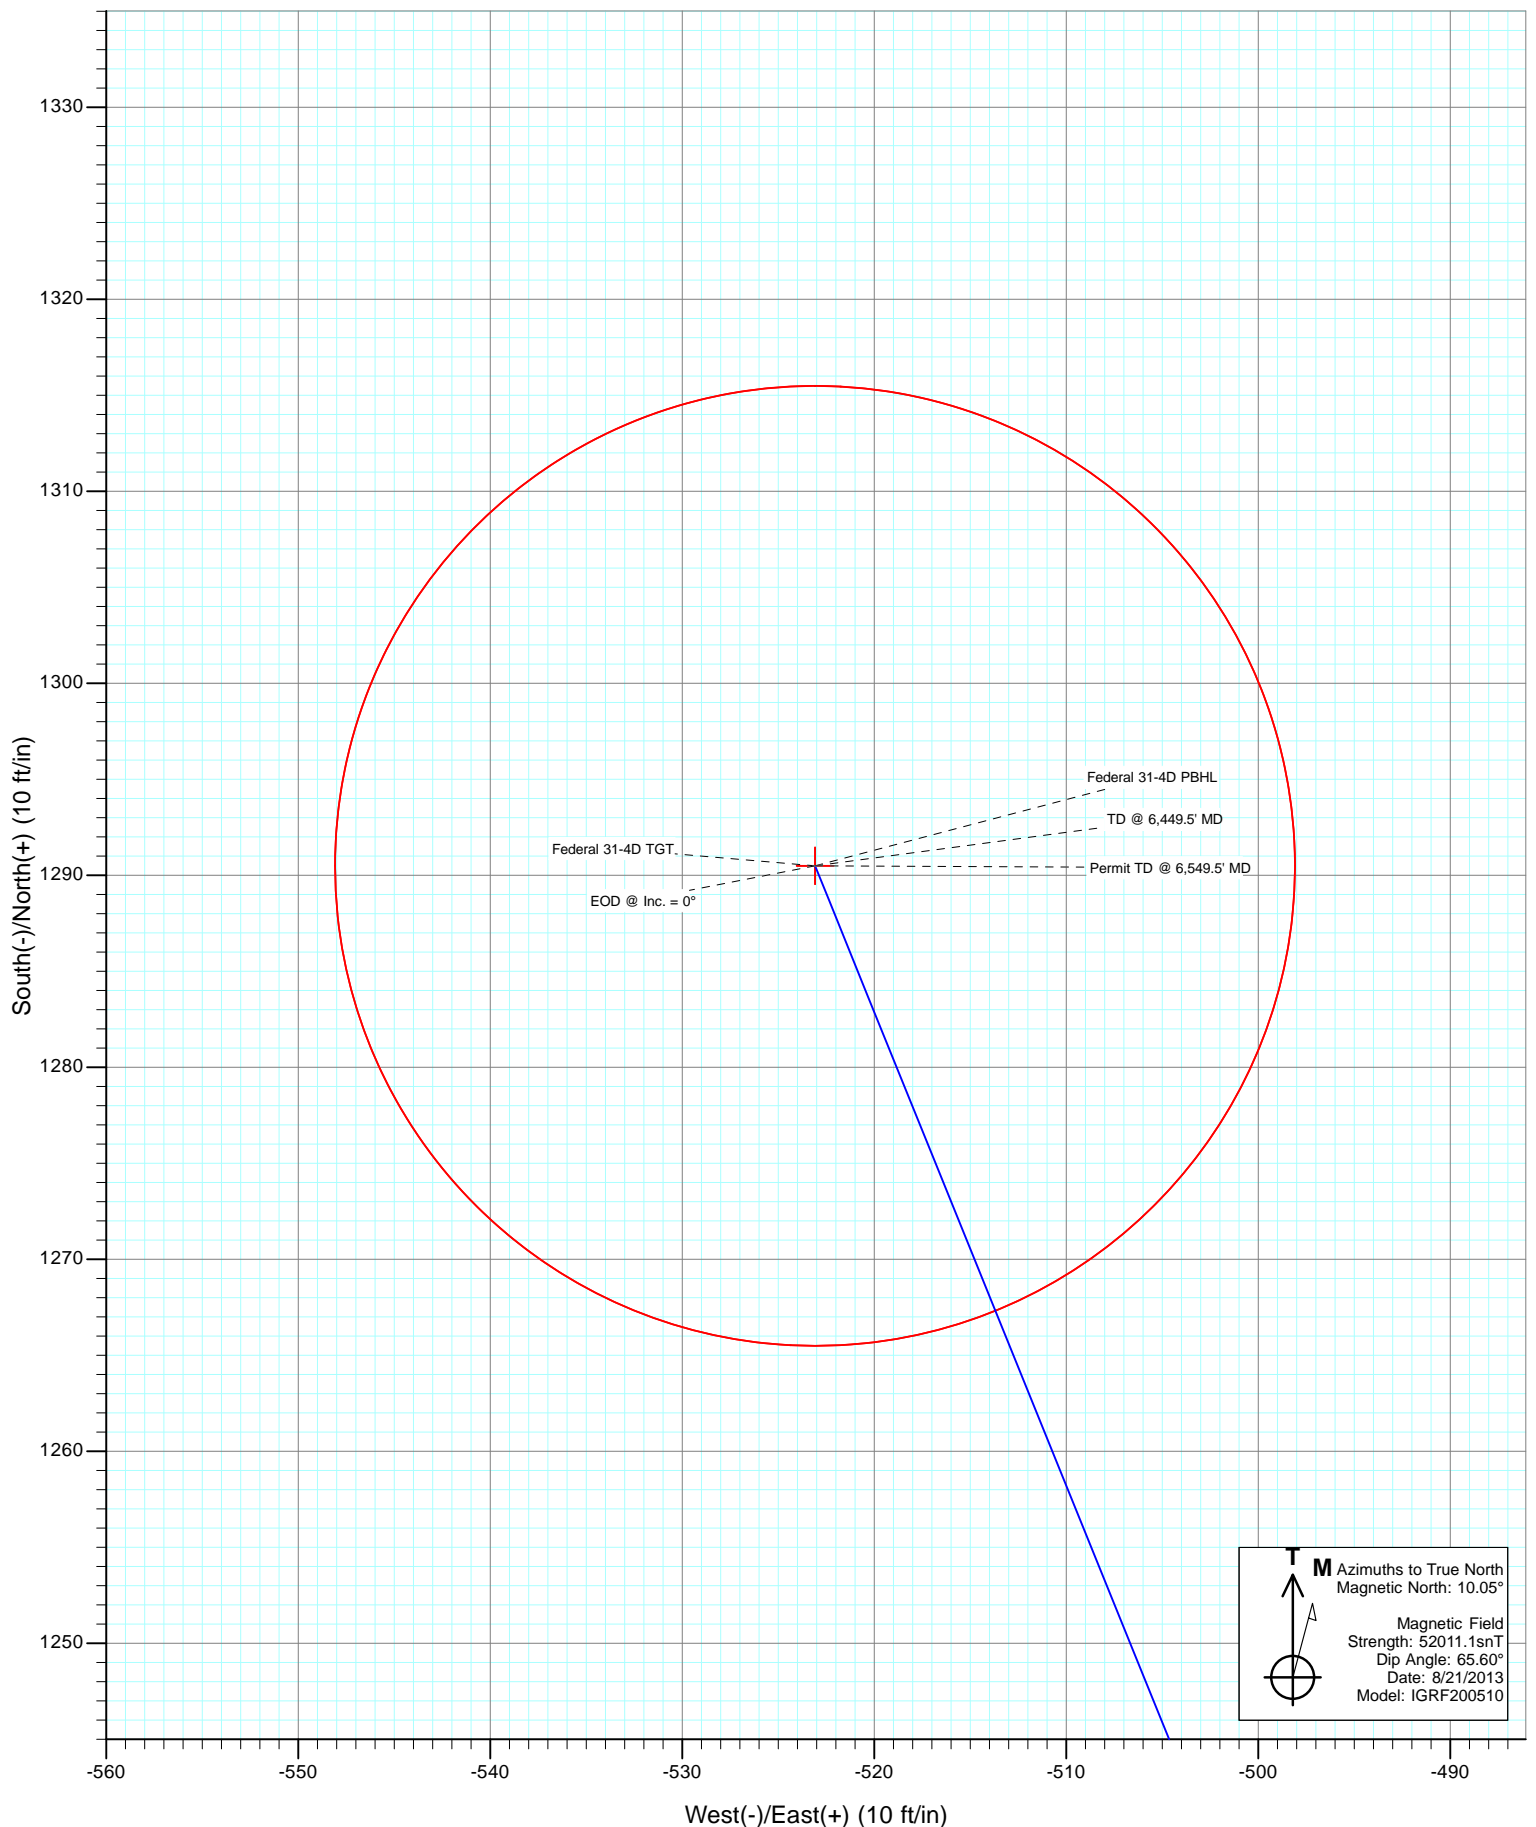 1330
1320
1310
1300
1290
1280
1270
1260
1250
South(-)/North(+) (10 ft/in)
Federal 31-4D PBHL
TD @ 6,449.5' MD
Federal 31-4D TGT
Permit TD @ 6,549.5' MD
EOD @ Inc. = 0°
T
M
Azimuths to True North
Magnetic North: 10.05°
Magnetic Field
Strength: 52011.1snT
Dip Angle: 65.60°
Date: 8/21/2013
Model: IGRF200510
-560 -550 -540 -530 -520 -510 -500 -490
West(-)/East(+) (10 ft/in)